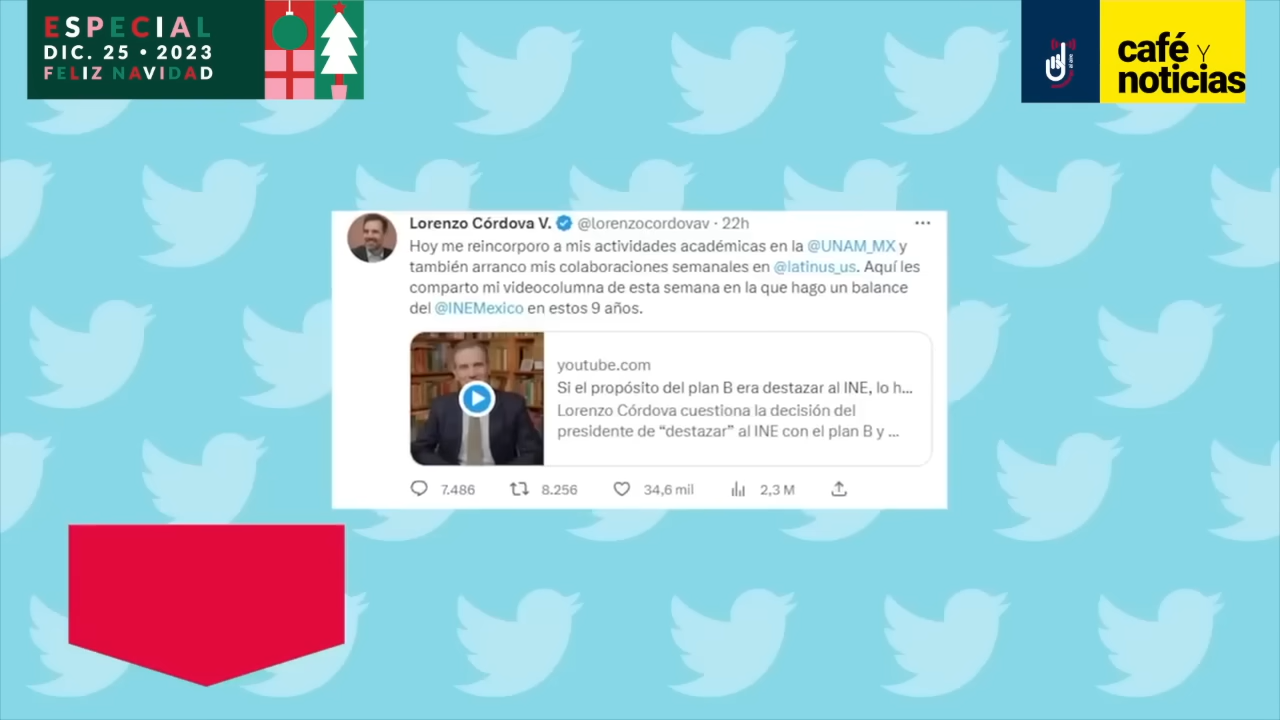 ESPECIAL
DIC. 25 • 2023
FELIZ NAVIDAD
café Y
noticias
Lorenzo Córdova V. @lorenzocordovav · 22h
Hoy me reincorporo a mis actividades académicas en la @UNAM_MX y
también arranco mis colaboraciones semanales en @latinus_us. Aquí les
comparto mi videocolumna de esta semana en la que hago un balance
del @INEMexico en estos 9 años.
youtube.com
Si el propósito del plan B era destazar al INE, lo h...
Lorenzo Córdova cuestiona la decisión del
presidente de “destazar” al INE con el plan B y ...
7.486 8.256 34,6 mil 2,3 M